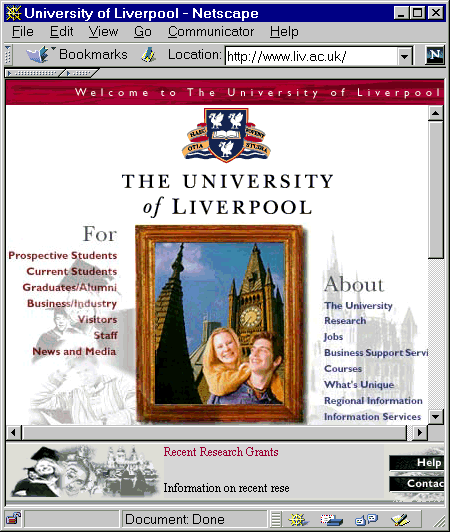 University of Liverpool - Netscape
File Edit View Go Communicator Help
Bookmarks Location: http://www.liv.ac.uk/ N
Welcome to The University of Liverpool
HAEC OTIA FOVENT STUDIA
THE UNIVERSITY
of LIVERPOOL
For
Prospective Students
Current Students
Graduates/Alumni
Business/Industry
Visitors
Staff
News and Media
About
The University
Research
Jobs
Business Support Servi
Courses
What's Unique
Regional Information
Information Services
Recent Research Grants
Information on recent rese
Help
Contac
Document: Done